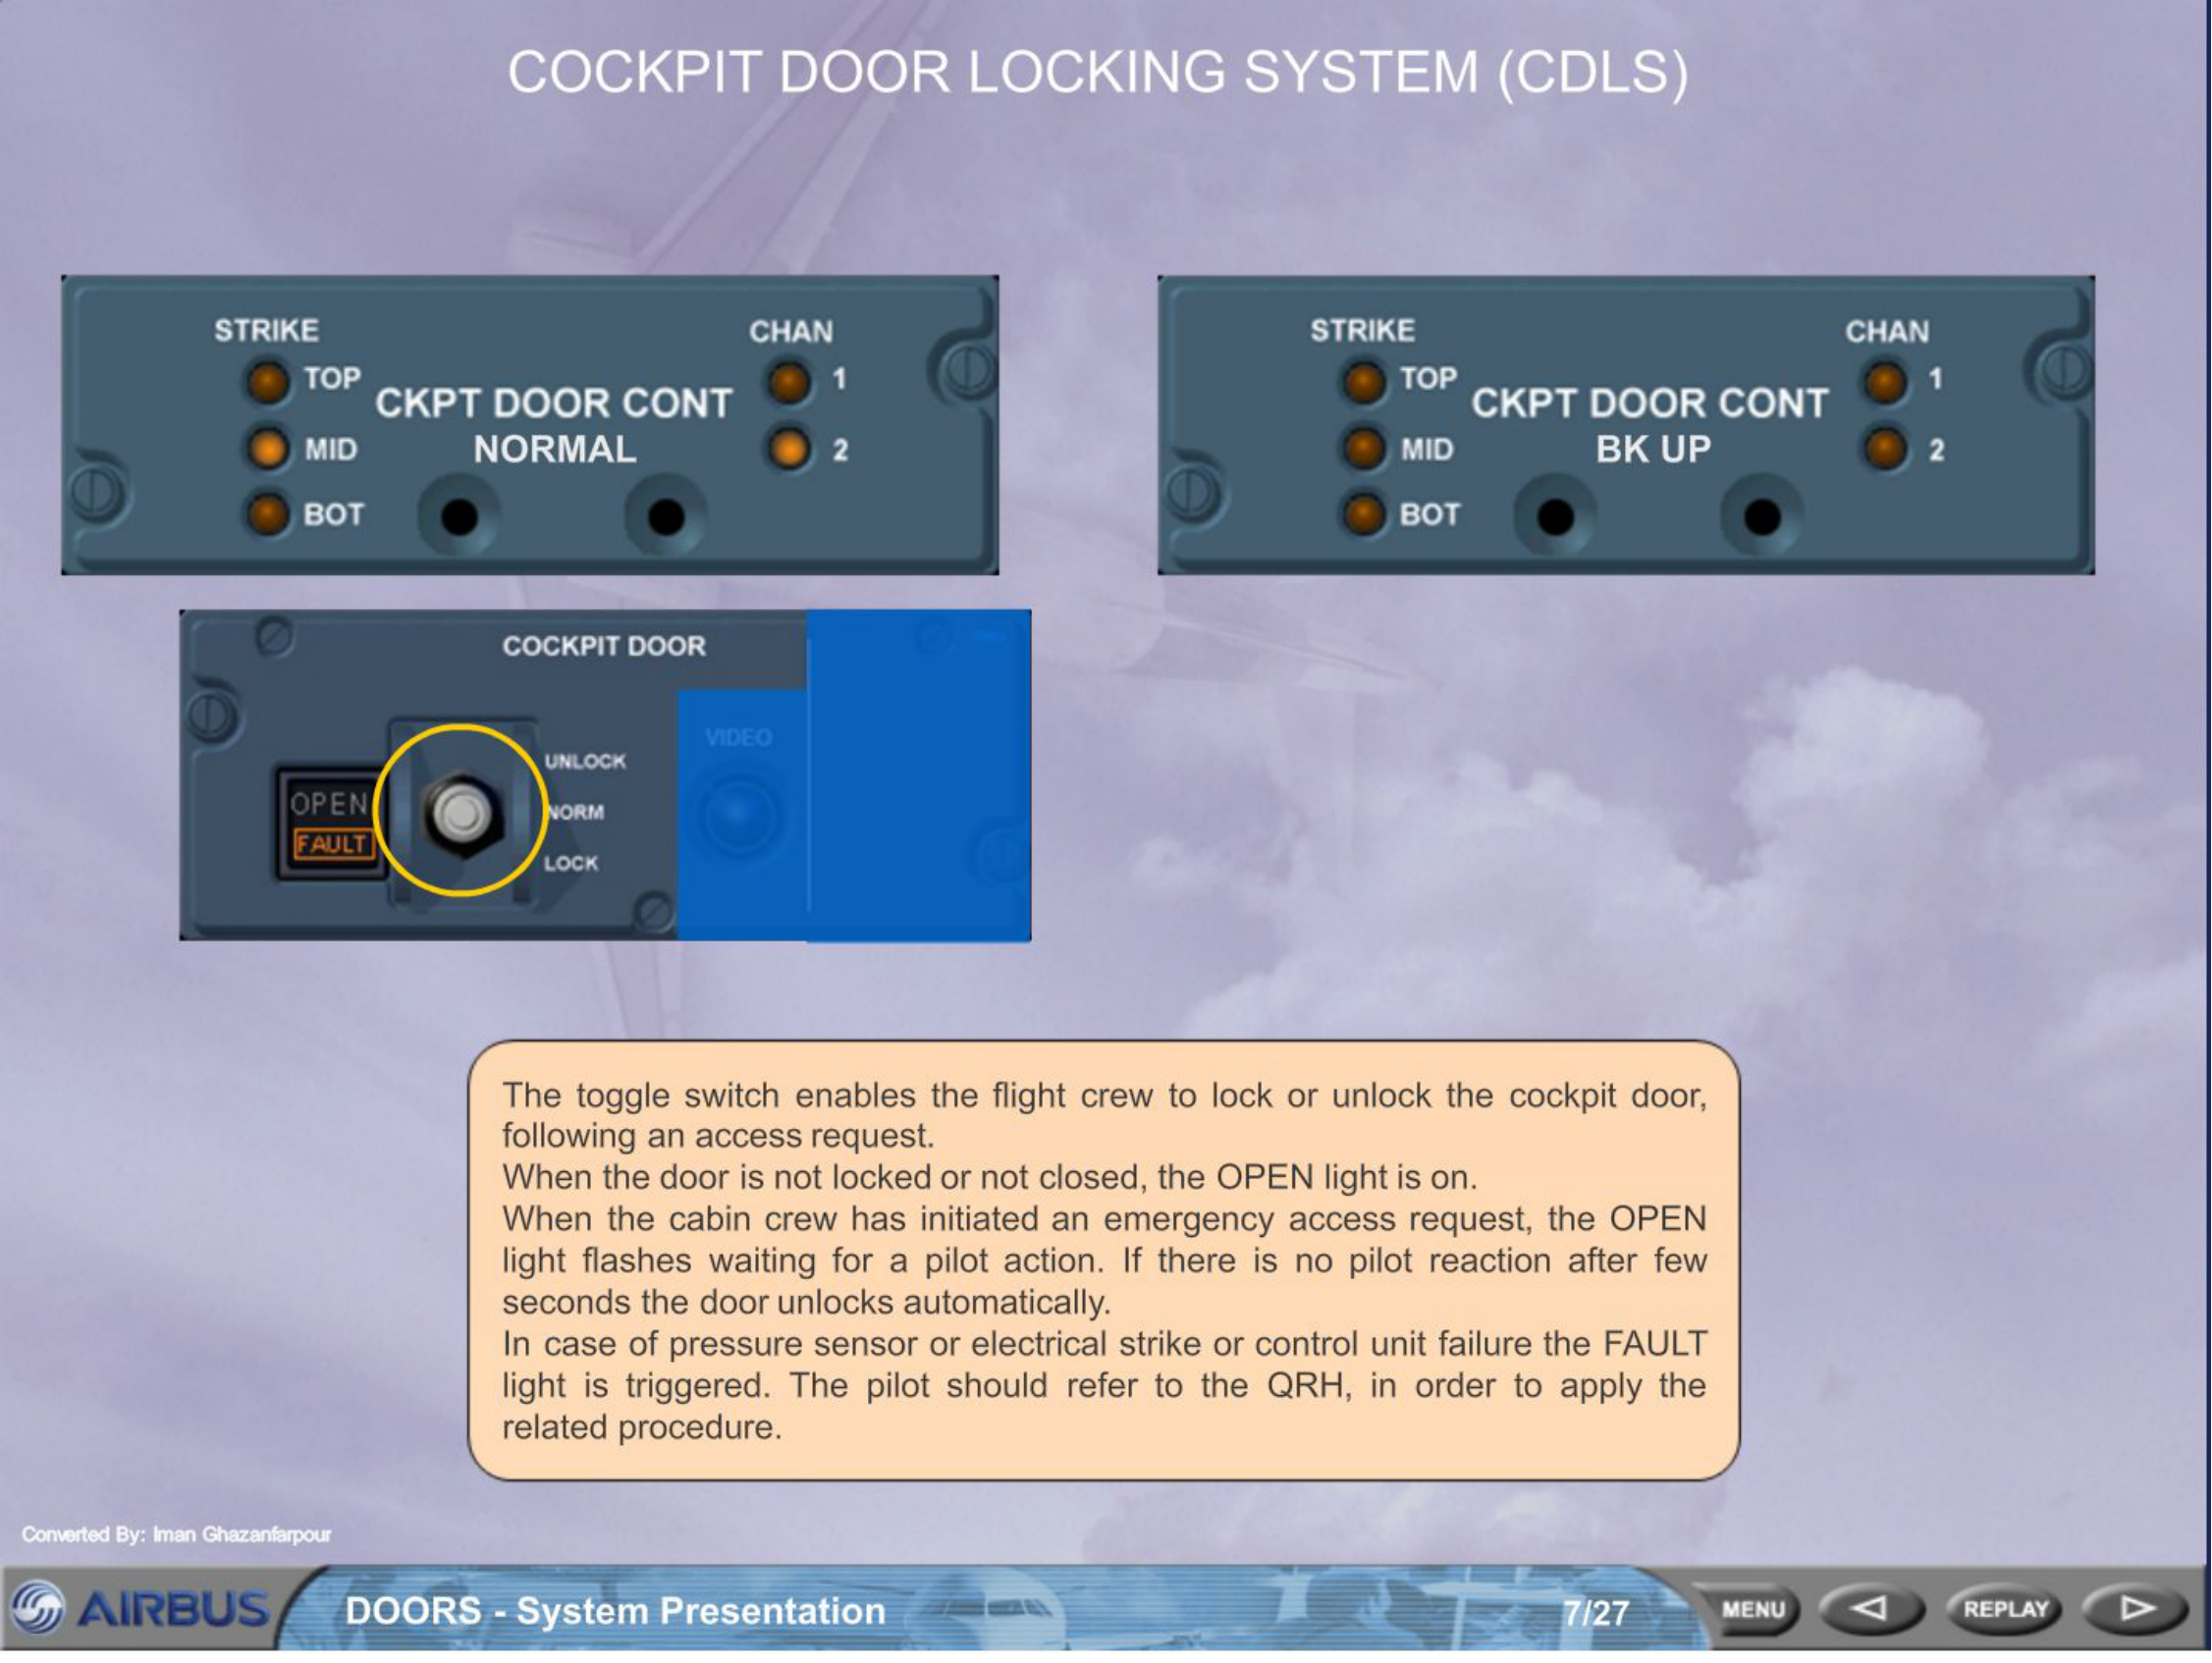 COCKPIT DOOR LOCKING SYSTEM (CDLS)
STRIKE
CHAN
TOP
1
CKPT DOOR CONT
MID
NORMAL
2
BOT
STRIKE
CHAN
TOP
1
CKPT DOOR CONT
MID
BK UP
2
BOT
COCKPIT DOOR
VIDEO
UNLOCK
OPEN
NORM
FAULT
LOCK
The toggle switch enables the flight crew to lock or unlock the cockpit door,
following an access request.
When the door is not locked or not closed, the OPEN light is on.
When the cabin crew has initiated an emergency access request, the OPEN
light flashes waiting for a pilot action. If there is no pilot reaction after few
seconds the door unlocks automatically.
In case of pressure sensor or electrical strike or control unit failure the FAULT
light is triggered. The pilot should refer to the QRH, in order to apply the
related procedure.
Converted By: Iman Ghazanfarpour
AIRBUS
DOORS - System Presentation
7/27
MENU
REPLAY